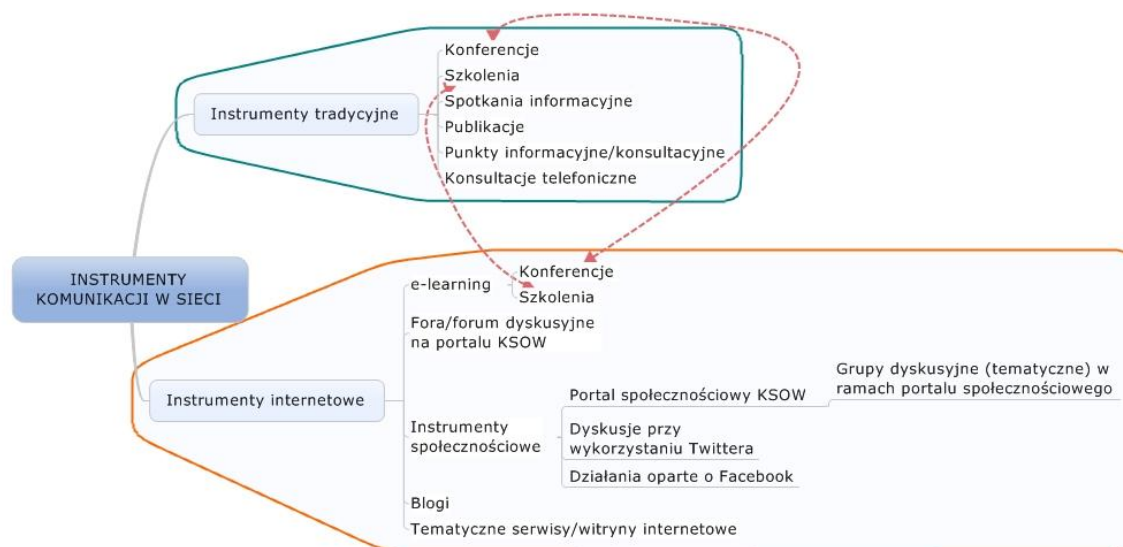 INSTRUMENTY
KOMUNIKACJI W SIECI
Instrumenty tradycyjne
Konferencje
Szkolenia
Spotkania informacyjne
Publikacje
Punkty informacyjne/konsultacyjne
Konsultacje telefoniczne
Instrumenty internetowe
e-learning
Konferencje
Szkolenia
Fora/forum dyskusyjne
na portalu KSOW
Instrumenty
społecznościowe
Portal społecznościowy KSOW
Grupy dyskusyjne (tematyczne) w
ramach portalu społecznościowego
Dyskusje przy
wykorzystaniu Twittera
Działania oparte o Facebook
Blogi
Tematyczne serwisy/witryny internetowe